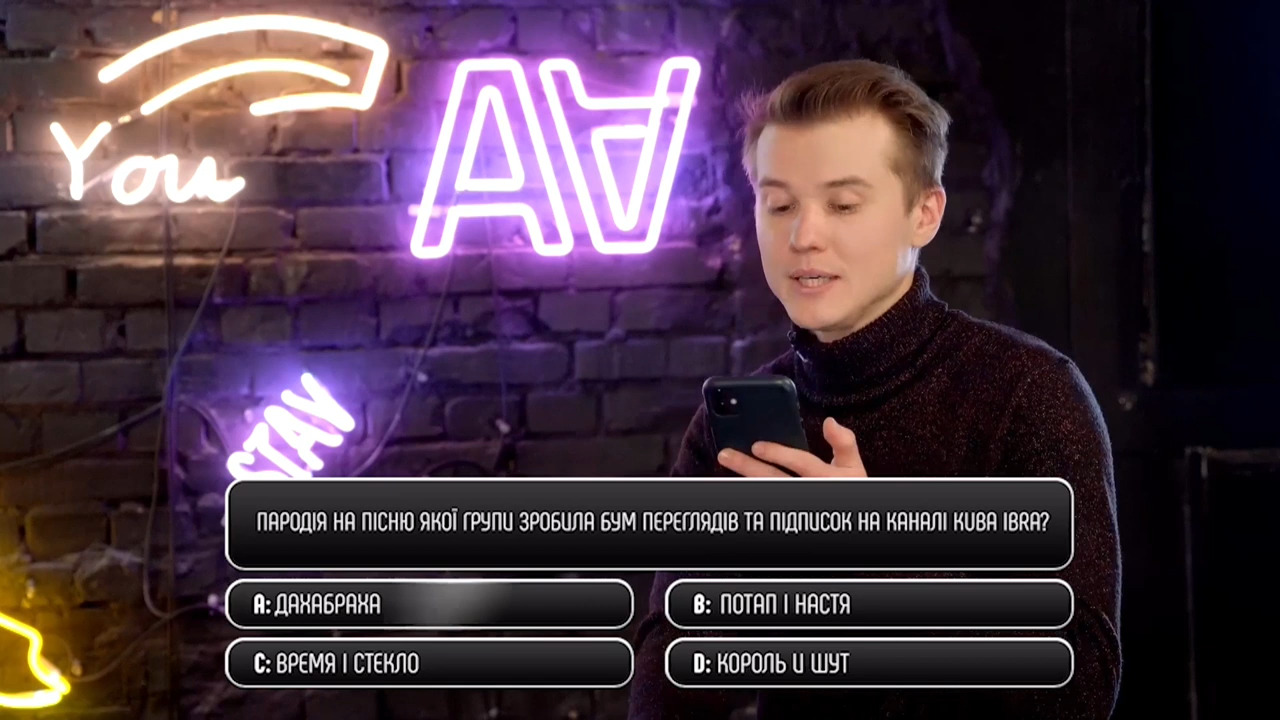 You
STAY
ПАРОДІЯ НА ПІСНЮ ЯКОЇ ГРУПИ ЗРОБИЛА БУМ ПЕРЕГЛЯДІВ ТА ПІДПИСОК НА КАНАЛІ KUBA IBRA?
A: ДАХАБРАХА
B: ПОТАП І НАСТЯ
C: ВРЕМЯ І СТЕКЛО
D: КОРОЛЬ И ШУТ